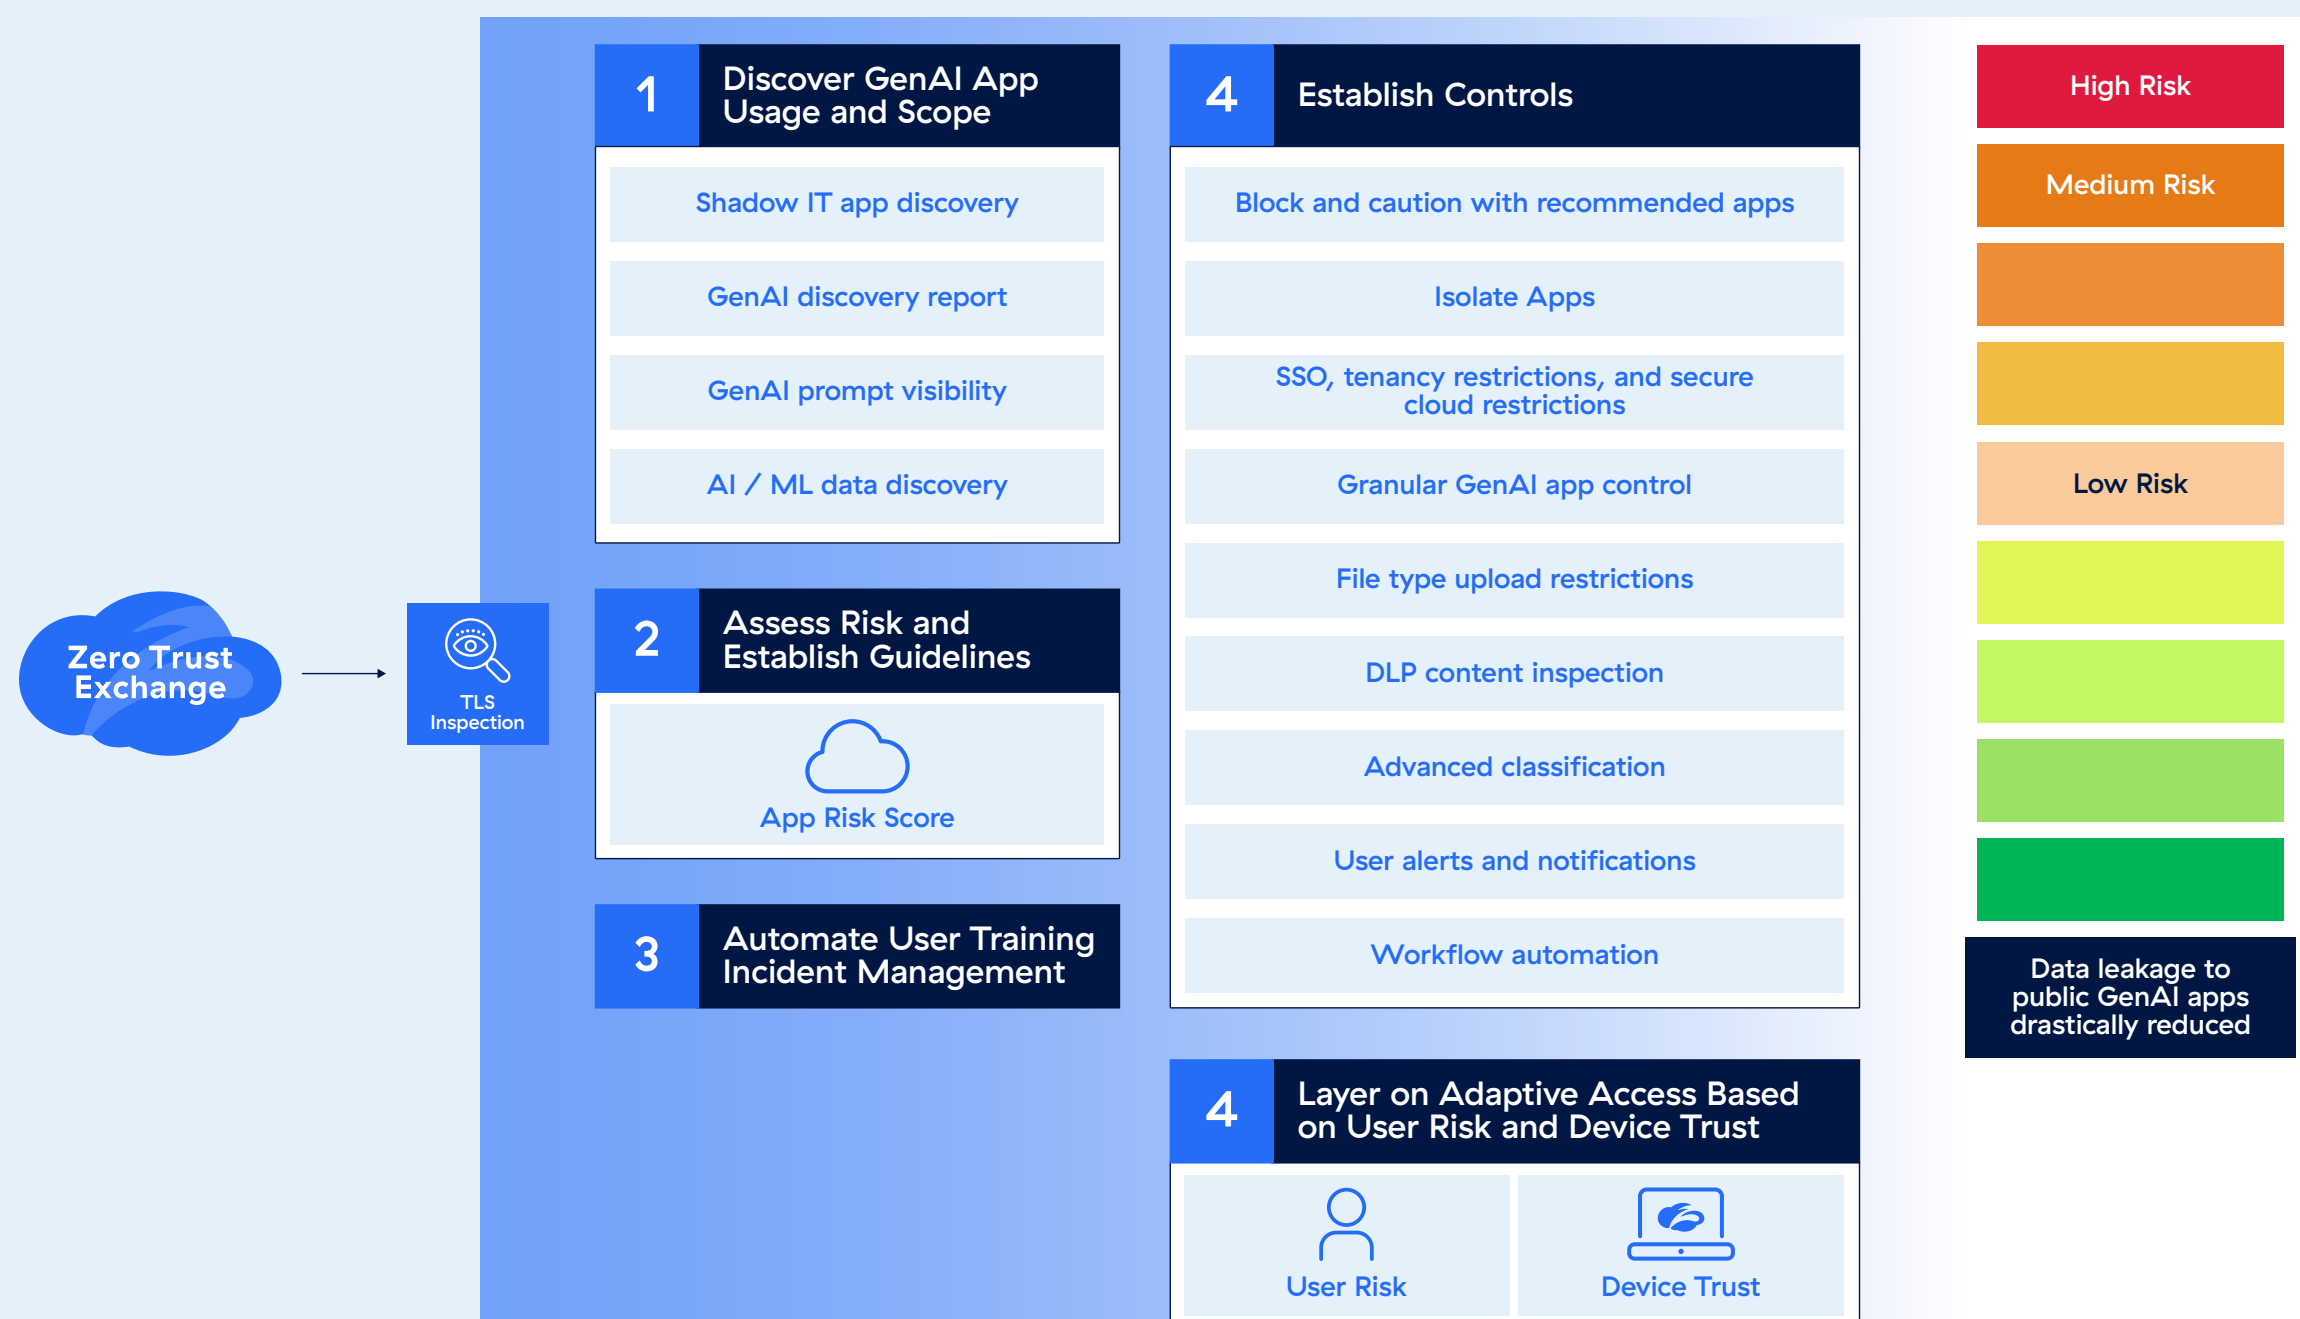 Zero Trust
Exchange
TLS
Inspection
1
Discover GenAI App
Usage and Scope
Shadow IT app discovery
GenAI discovery report
GenAI prompt visibility
AI / ML data discovery
2
Assess Risk and
Establish Guidelines
App Risk Score
3
Automate User Training
Incident Management
4
Establish Controls
Block and caution with recommended apps
Isolate Apps
SSO, tenancy restrictions, and secure
cloud restrictions
Granular GenAI app control
File type upload restrictions
DLP content inspection
Advanced classification
User alerts and notifications
Workflow automation
4
Layer on Adaptive Access Based
on User Risk and Device Trust
User Risk
Device Trust
High Risk
Medium Risk
Low Risk
Data leakage to
public GenAI apps
drastically reduced